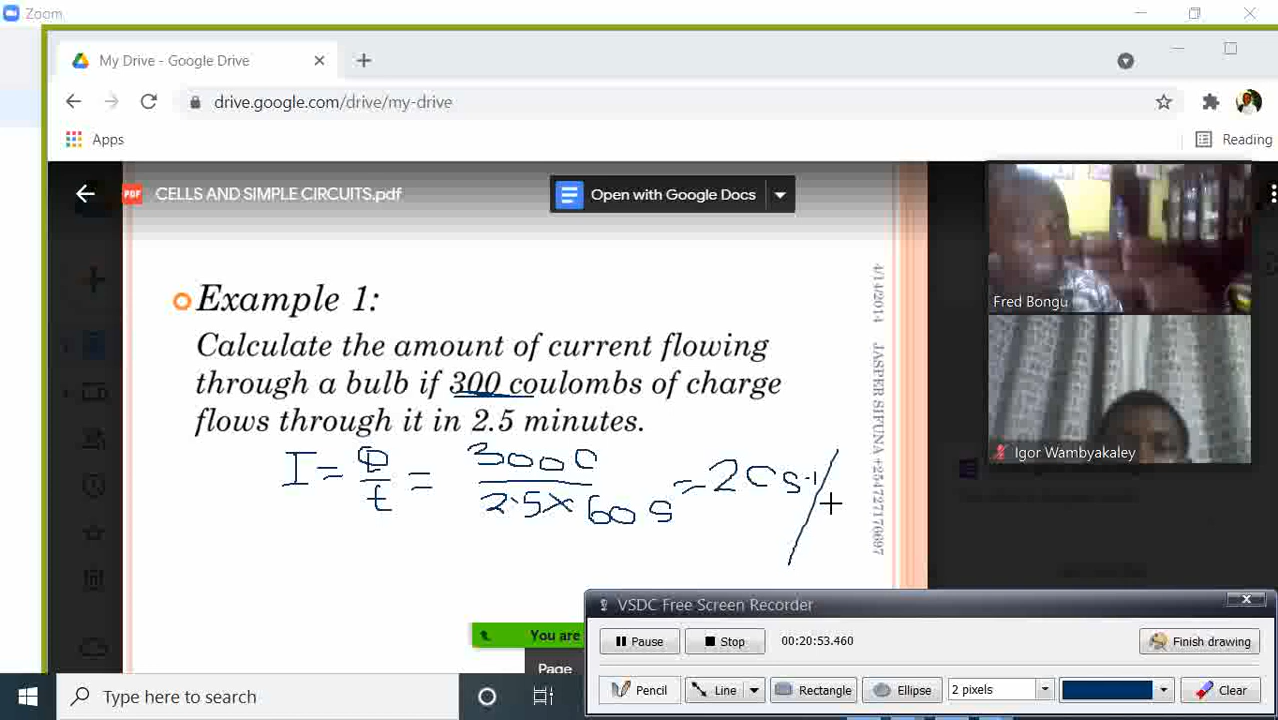 Zoom
My Drive - Google Drive
drive.google.com/drive/my-drive
Apps
Reading
PDF
CELLS AND SIMPLE CIRCUITS.pdf
Open with Google Docs
Example 1:
Calculate the amount of current flowing
through a bulb if 300 coulombs of charge
flows through it in 2.5 minutes.
I = Q/t = 300 C / 2.5 x 60 s = 2 C s-1
4/14/2014 JASPER SIFUNA +254727176697
Fred Bongu
Igor Wambyakaley
You are
Page
VSDC Free Screen Recorder
Pause
Stop
00:20:53.460
Finish drawing
Pencil
Line
Rectangle
Ellipse
2 pixels
Clear
Type here to search